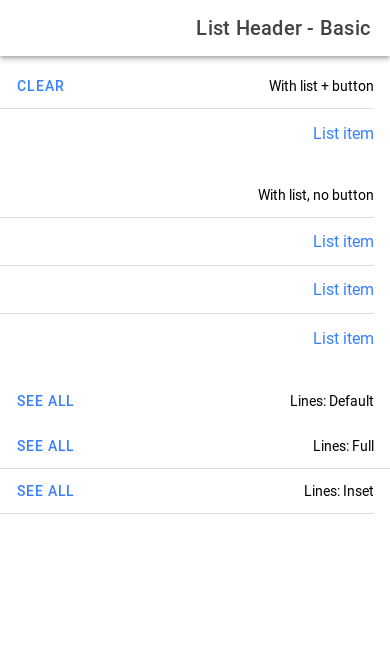 List Header - Basic
With list + button
CLEAR
List item
With list, no button
List item
List item
List item
Lines: Default
SEE ALL
Lines: Full
SEE ALL
Lines: Inset
SEE ALL